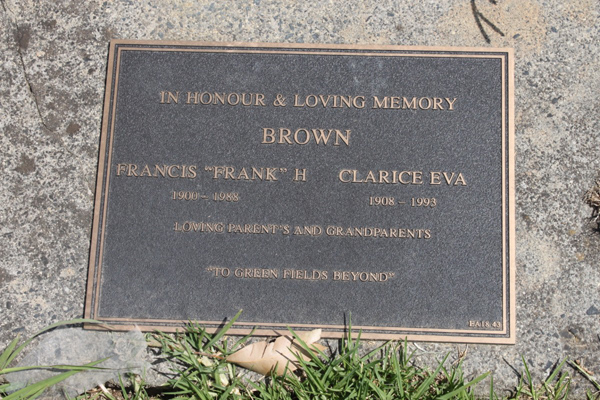 IN HONOUR & LOVING MEMORY
BROWN
FRANCIS "FRANK" H CLARICE EVA
1900 - 1988 1908 - 1993
LOVING PARENT'S AND GRANDPARENTS
"TO GREEN FIELDS BEYOND"